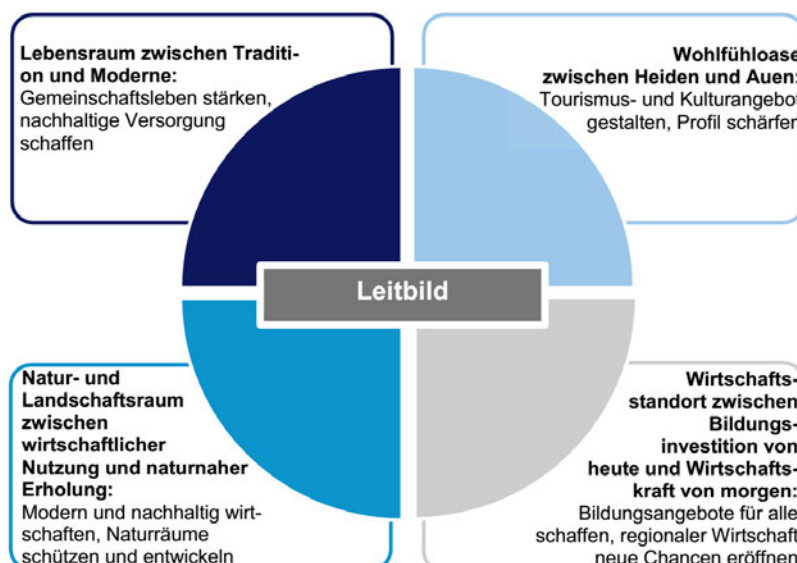 Lebensraum zwischen Traditi-
on und Moderne:
Gemeinschaftsleben stärken,
nachhaltige Versorgung
schaffen
Wohlfühloase
zwischen Heiden und Auen:
Tourismus- und Kulturangebot
gestalten, Profil schärfen
Leitbild
Natur- und
Landschaftsraum
zwischen
wirtschaftlicher
Nutzung und naturnaher
Erholung:
Modern und nachhaltig wirt-
schaften, Naturräume
schützen und entwickeln
Wirtschafts-
standort zwischen
Bildungs-
investition von
heute und Wirtschafts-
kraft von morgen:
Bildungsangebote für alle
schaffen, regionaler Wirtschaft
neue Chancen eröffnen